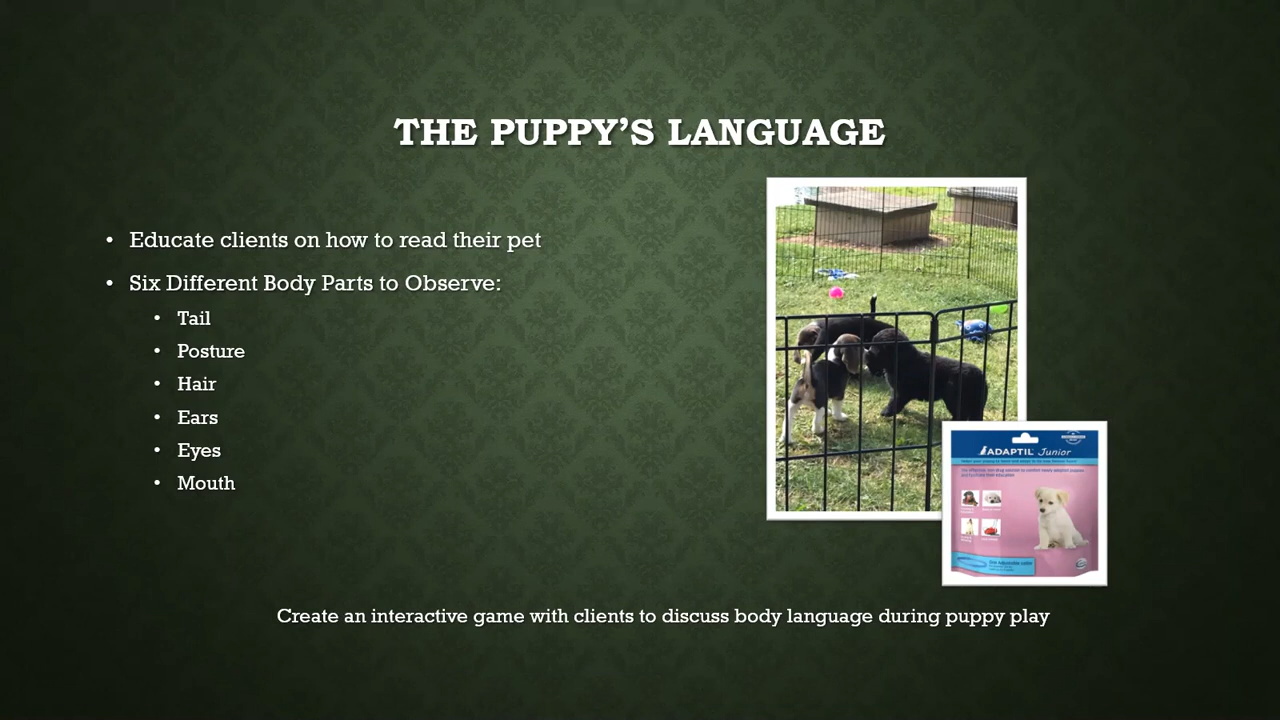 THE PUPPY'S LANGUAGE
• Educate clients on how to read their pet
• Six Different Body Parts to Observe:
• Tail
• Posture
• Hair
• Ears
• Eyes
• Mouth
ADAPTIL Junior
Create an interactive game with clients to discuss body language during puppy play